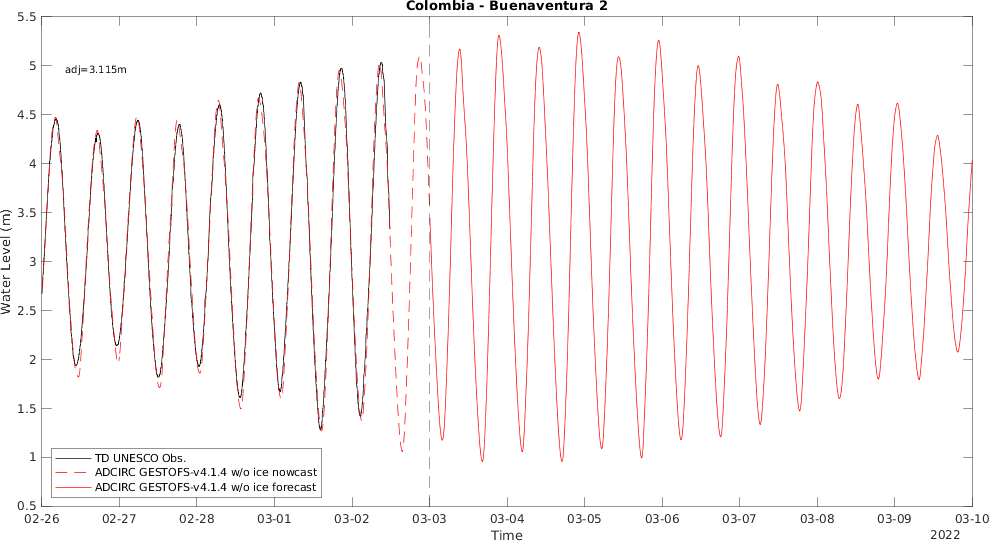 Colombia - Buenaventura 2
adj=3.115m
Water Level (m)
5.5
5
4.5
4
3.5
3
2.5
2
1.5
1
0.5
TD UNESCO Obs.
ADCIRC GESTOFS-v4.1.4 w/o ice nowcast
ADCIRC GESTOFS-v4.1.4 w/o ice forecast
02-26 02-27 02-28 03-01 03-02 03-03 03-04 03-05 03-06 03-07 03-08 03-09 03-10
Time
2022